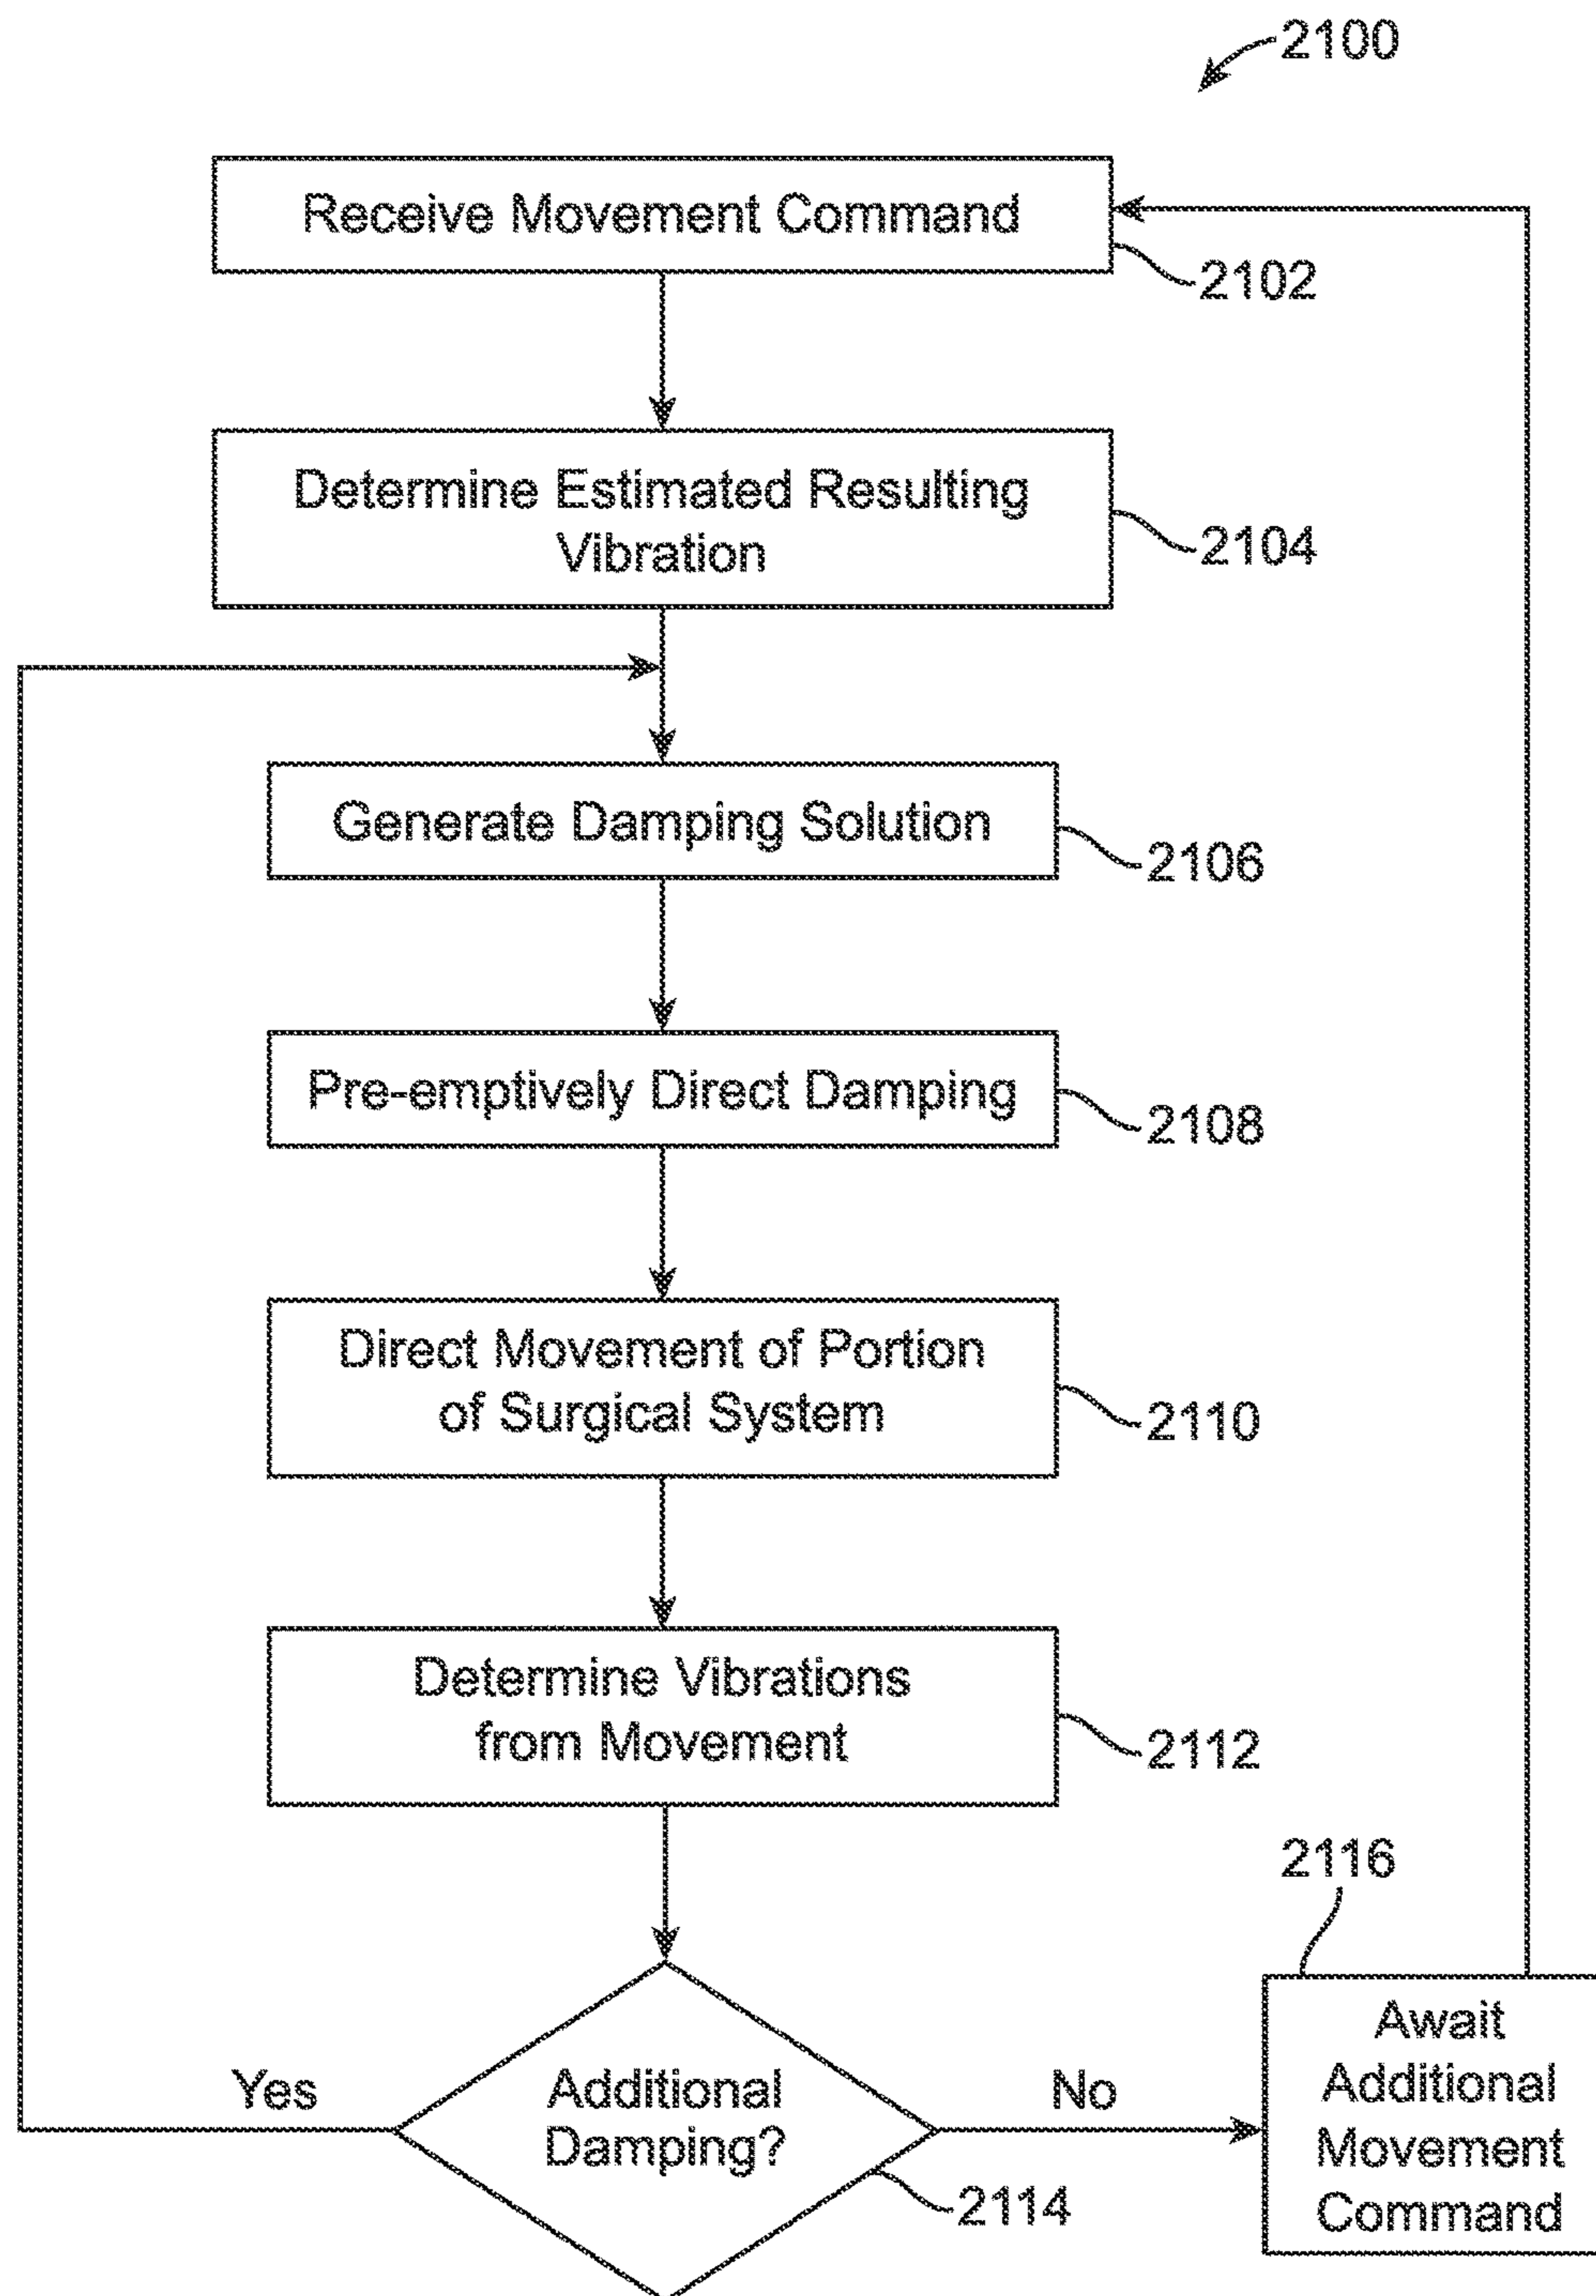 2100
Receive Movement Command
2102
Determine Estimated Resulting
Vibration
2104
Generate Damping Solution
2106
Pre-emptively Direct Damping
2108
Direct Movement of Portion
of Surgical System
2110
Determine Vibrations
from Movement
2112
2116
Yes
Additional
Damping?
No
2114
Await
Additional
Movement
Command